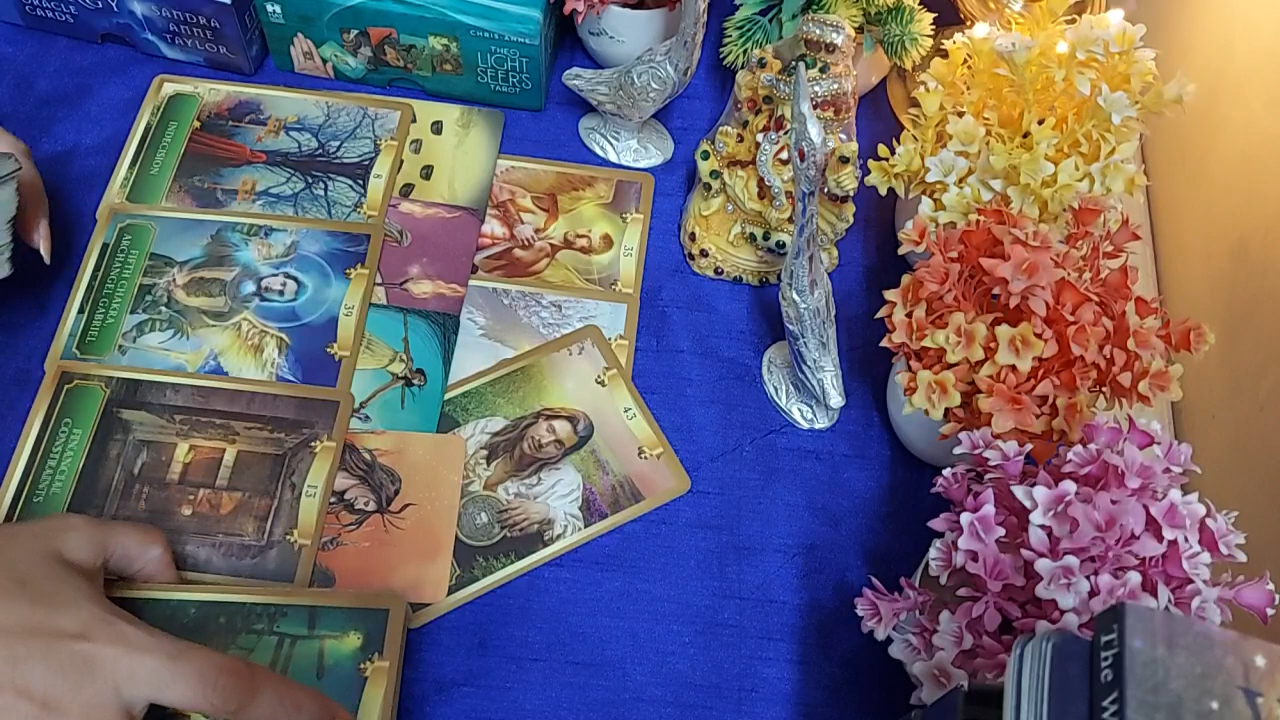 ORACLE
CARDS
SANDRA
ANNE
TAYLOR
HAY
CHRIS-ANNE
THE
LIGHT
SEER'S
TAROT
INDECISION
8
35
FIFTH CHAKRA,
ARCHANGEL GABRIEL
39
FINANCIAL
CONSTRAINTS
13
43
The W